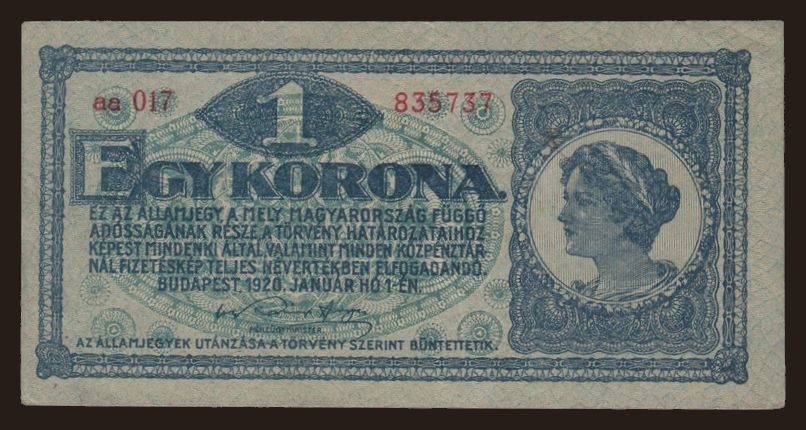 aa 017
1
835737
EGY KORONA.
EZ AZ ÁLLAMJEGY A MELY MAGYARORSZÁG FÜGGŐ
ADÓSSÁGÁNAK RÉSZE A TÖRVÉNY HATÁROZATAIHOZ
KÉPEST MINDENKI ÁLTAL, VALAMINT MINDEN KÖZPÉNZTÁR-
NÁL FIZETÉSKÉP TELJES NÉVÉRTÉKBEN ELFOGADANDÓ.
BUDAPEST, 1920. JANUÁR HÓ 1-ÉN.
PÉNZÜGYMINISTER
AZ ÁLLAMJEGYEK UTÁNZÁSA A TÖRVÉNY SZERINT BÜNTETTETIK.